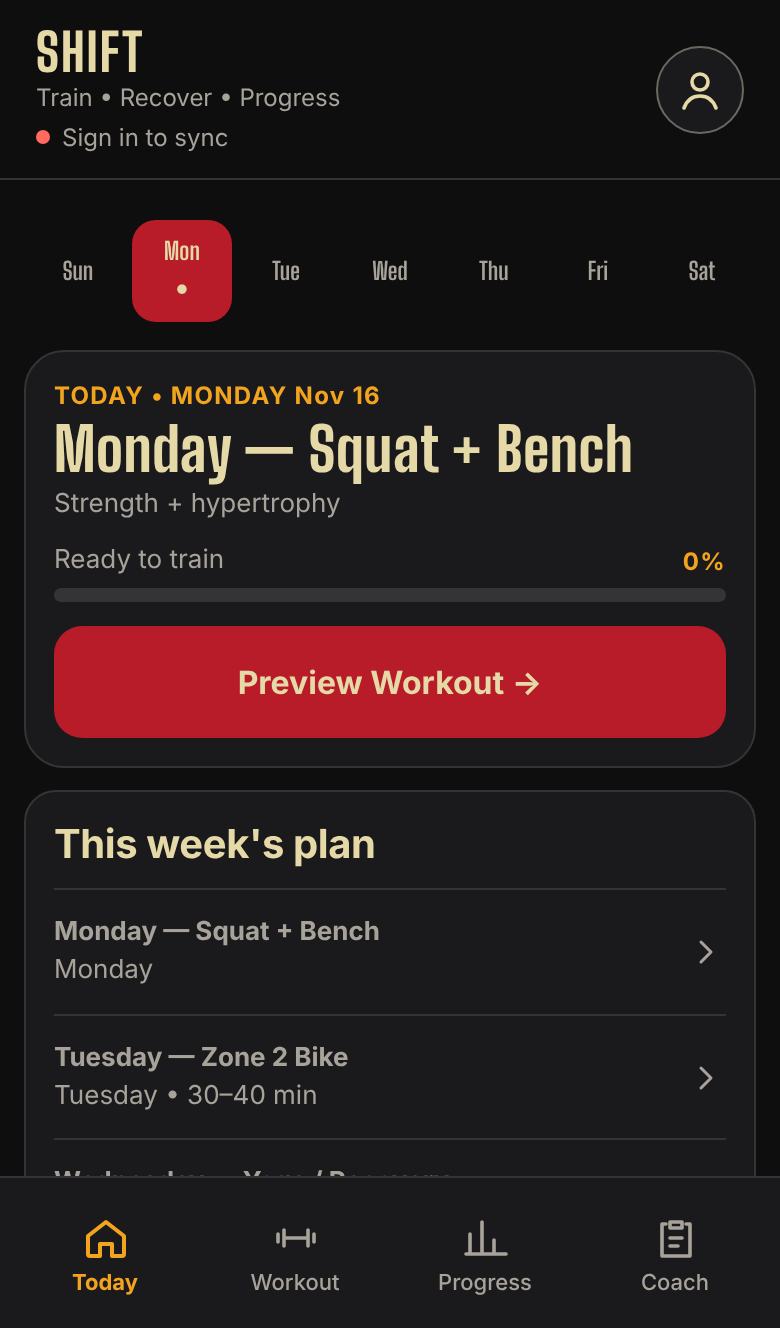 SHIFT
Train • Recover • Progress
Sign in to sync
Sun Mon Tue Wed Thu Fri Sat
TODAY • MONDAY Nov 16
Monday — Squat + Bench
Strength + hypertrophy
Ready to train 0%
Preview Workout →
This week's plan
Monday — Squat + Bench
Monday
Tuesday — Zone 2 Bike
Tuesday • 30–40 min
Today Workout Progress Coach